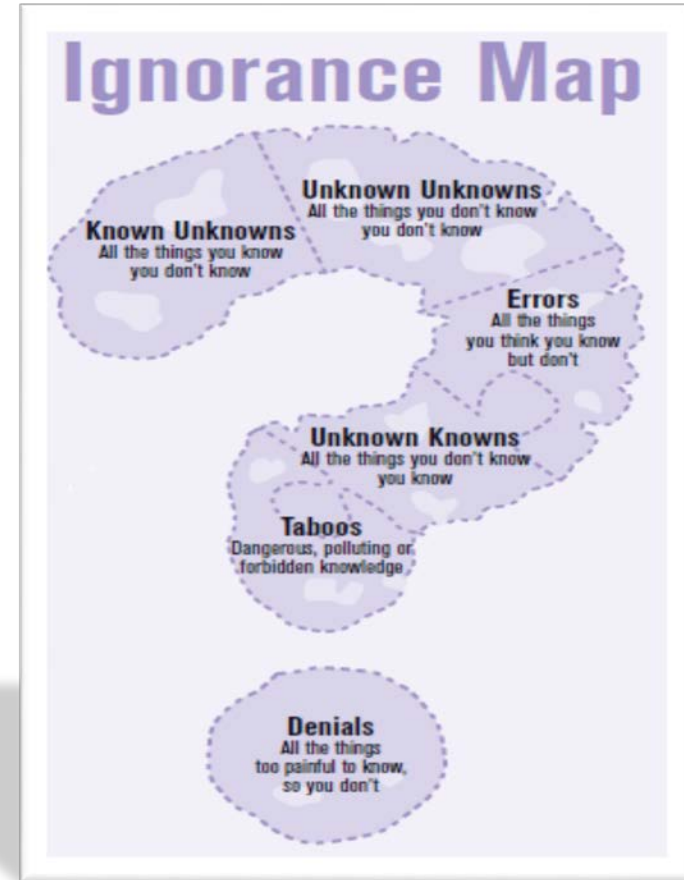 Ignorance Map
Known Unknowns
All the things you know
you don't know
Unknown Unknowns
All the things you don't know
you don't know
Errors
All the things
you think you know
but don't
Unknown Knowns
All the things you don't know
you know
Taboos
Dangerous, polluting or
forbidden knowledge
Denials
All the things
too painful to know,
so you don't